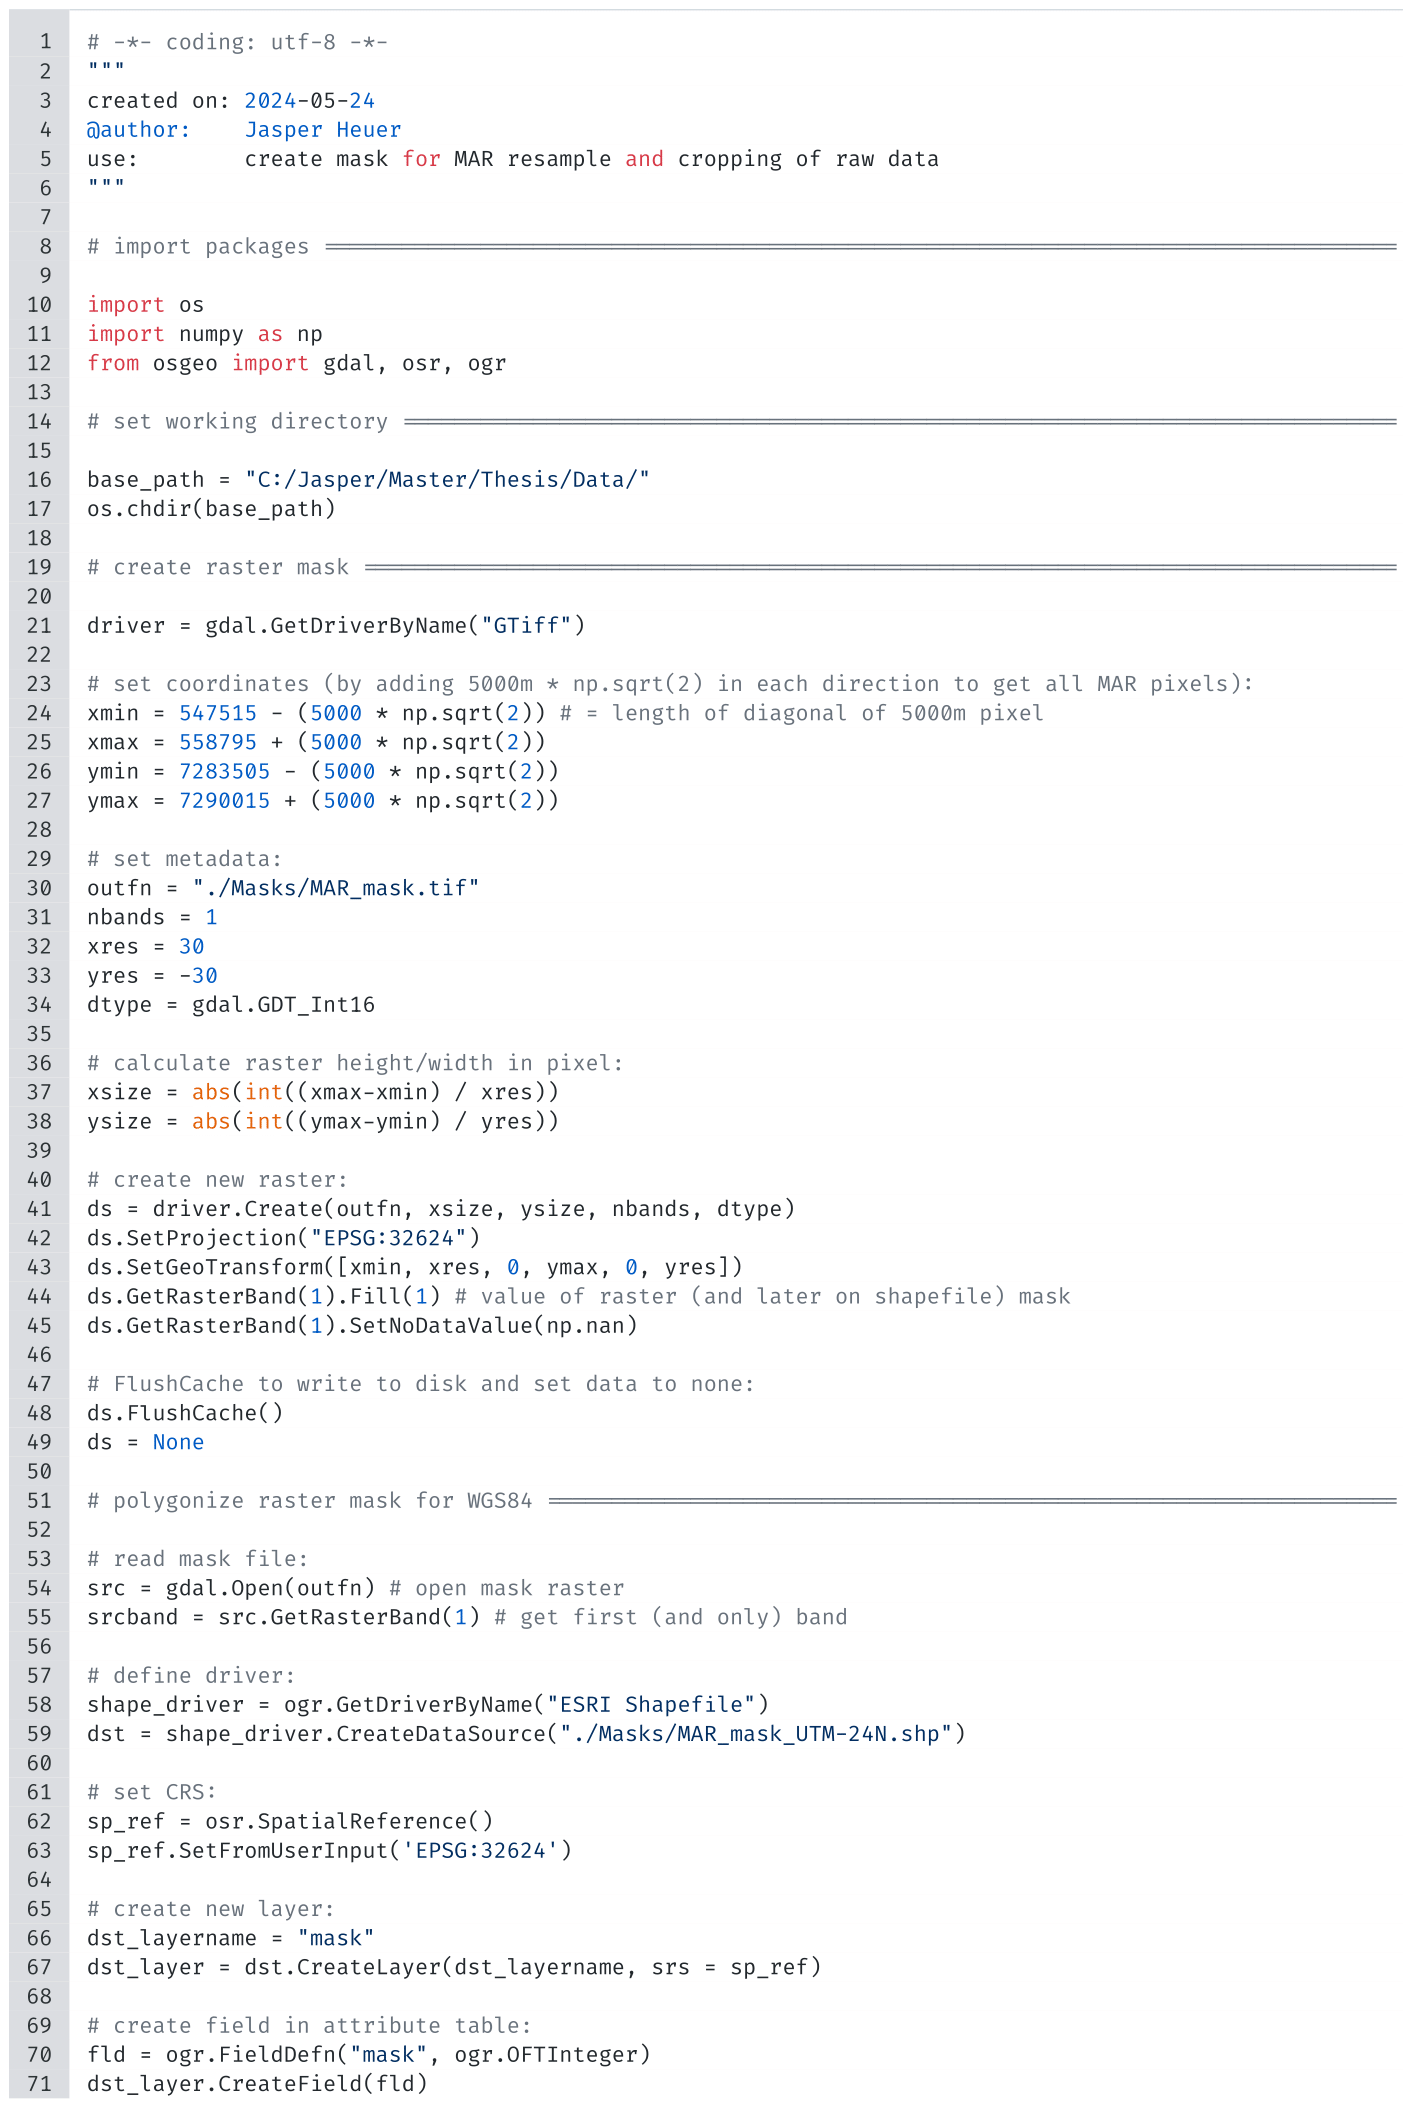 1 # -*- coding: utf-8 -*-
2 """
3 created on: 2024-05-24
4 @author:    Jasper Heuer
5 use:        create mask for MAR resample and cropping of raw data
6 """
7
8 # import packages ==================================================================================
9
10 import os
11 import numpy as np
12 from osgeo import gdal, osr, ogr
13
14 # set working directory ============================================================================
15
16 base_path = "C:/Jasper/Master/Thesis/Data/"
17 os.chdir(base_path)
18
19 # create raster mask ===============================================================================
20
21 driver = gdal.GetDriverByName("GTiff")
22
23 # set coordinates (by adding 5000m * np.sqrt(2) in each direction to get all MAR pixels):
24 xmin = 547515 - (5000 * np.sqrt(2)) # = length of diagonal of 5000m pixel
25 xmax = 558795 + (5000 * np.sqrt(2))
26 ymin = 7283505 - (5000 * np.sqrt(2))
27 ymax = 7290015 + (5000 * np.sqrt(2))
28
29 # set metadata:
30 outfn = "./Masks/MAR_mask.tif"
31 nbands = 1
32 xres = 30
33 yres = -30
34 dtype = gdal.GDT_Int16
35
36 # calculate raster height/width in pixel:
37 xsize = abs(int((xmax-xmin) / xres))
38 ysize = abs(int((ymax-ymin) / yres))
39
40 # create new raster:
41 ds = driver.Create(outfn, xsize, ysize, nbands, dtype)
42 ds.SetProjection("EPSG:32624")
43 ds.SetGeoTransform([xmin, xres, 0, ymax, 0, yres])
44 ds.GetRasterBand(1).Fill(1) # value of raster (and later on shapefile) mask
45 ds.GetRasterBand(1).SetNoDataValue(np.nan)
46
47 # FlushCache to write to disk and set data to none:
48 ds.FlushCache()
49 ds = None
50
51 # polygonize raster mask for WGS84 =================================================================
52
53 # read mask file:
54 src = gdal.Open(outfn) # open mask raster
55 srcband = src.GetRasterBand(1) # get first (and only) band
56
57 # define driver:
58 shape_driver = ogr.GetDriverByName("ESRI Shapefile")
59 dst = shape_driver.CreateDataSource("./Masks/MAR_mask_UTM-24N.shp")
60
61 # set CRS:
62 sp_ref = osr.SpatialReference()
63 sp_ref.SetFromUserInput('EPSG:32624')
64
65 # create new layer:
66 dst_layername = "mask"
67 dst_layer = dst.CreateLayer(dst_layername, srs = sp_ref)
68
69 # create field in attribute table:
70 fld = ogr.FieldDefn("mask", ogr.OFTInteger)
71 dst_layer.CreateField(fld)